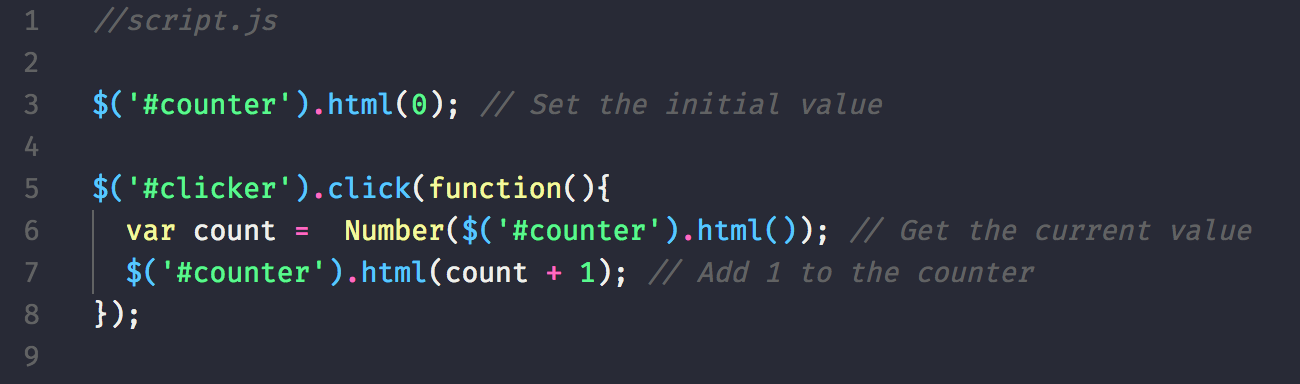 1 //script.js
2
3 $('#counter').html(0); // Set the initial value
4
5 $('#clicker').click(function(){
6   var count =  Number($('#counter').html()); // Get the current value
7   $('#counter').html(count + 1); // Add 1 to the counter
8 });
9